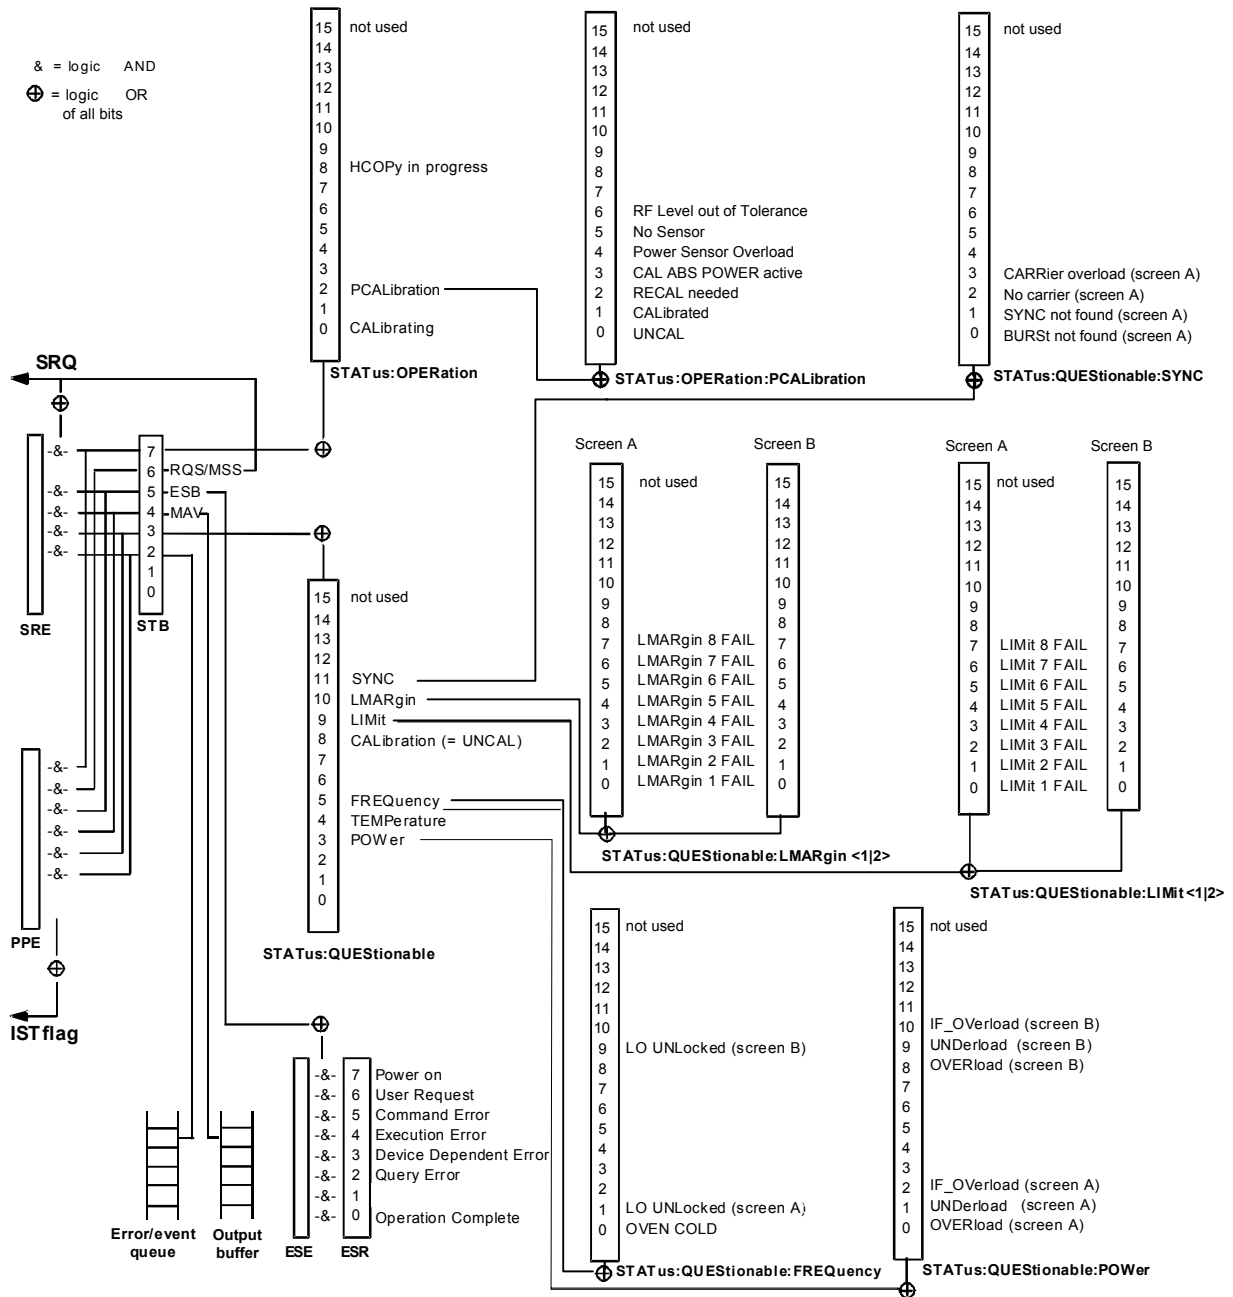 & = logic AND
⊕ = logic OR
of all bits
15 not used
14
13
12
11
10
9
8 HCOPy in progress
7
6
5
4
3
2 PCALibration
1
0 CALibrating
STATus:OPERation
15 not used
14
13
12
11
10
9
8
7
6 RF Level out of Tolerance
5 No Sensor
4 Power Sensor Overload
3 CAL ABS POWER active
2 RECAL needed
1 CALibrated
0 UNCAL
STATus:OPERation:PCALibration
15 not used
14
13
12
11
10
9
8
7
6
5
4
3 CARRier overload (screen A)
2 No carrier (screen A)
1 SYNC not found (screen A)
0 BURSt not found (screen A)
STATus:QUEStionable:SYNC
SRQ
-&- 7
6 RQS/MSS
-&- 5 ESB
-&- 4 MAV
-&- 3
-&- 2
1
0
SRE
STB
15 not used
14
13
12
11 SYNC
10 LMARgin
9 LIMit
8 CALibration (= UNCAL)
7
6
5 FREQuency
4 TEMPerature
3 POWer
2
1
0
STATus:QUEStionable
Screen A
Screen B
15 not used 15
14 14
13 13
12 12
11 11
10 10
9 9
8 8
7 LMARgin 8 FAIL 7
6 LMARgin 7 FAIL 6
5 LMARgin 6 FAIL 5
4 LMARgin 5 FAIL 4
3 LMARgin 4 FAIL 3
2 LMARgin 3 FAIL 2
1 LMARgin 2 FAIL 1
0 LMARgin 1 FAIL 0
STATus:QUEStionable:LMARgin <1|2>
Screen A
Screen B
15 not used 15
14 14
13 13
12 12
11 11
10 10
9 9
8 8
7 LIMit 8 FAIL 7
6 LIMit 7 FAIL 6
5 LIMit 6 FAIL 5
4 LIMit 5 FAIL 4
3 LIMit 4 FAIL 3
2 LIMit 3 FAIL 2
1 LIMit 2 FAIL 1
0 LIMit 1 FAIL 0
STATus:QUEStionable:LIMit <1|2>
-&-
-&-
-&-
-&-
-&-
-&-
PPE
IST flag
15 not used
14
13
12
11
10
9 LO UNLocked (screen B)
8
7
6
5
4
3
2
1 LO UNLocked (screen A)
0 OVEN COLD
STATus:QUEStionable:FREQuency
15 not used
14
13
12
11
10 IF_OVerload (screen B)
9 UNDerload (screen B)
8 OVERload (screen B)
7
6
5
4
3
2 IF_OVerload (screen A)
1 UNDerload (screen A)
0 OVERload (screen A)
STATus:QUEStionable:POWer
-&- 7 Power on
-&- 6 User Request
-&- 5 Command Error
-&- 4 Execution Error
-&- 3 Device Dependent Error
-&- 2 Query Error
-&- 1
-&- 0 Operation Complete
ESE
ESR
Error/event
queue
Output
buffer